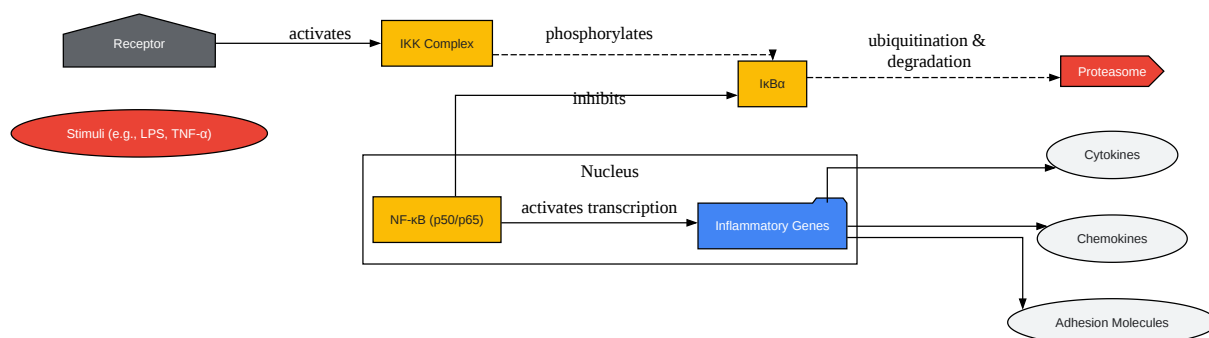 Receptor
activates
IKK Complex
phosphorylates
IκBα
ubiquitination &
degradation
Proteasome
inhibits
Stimuli (e.g., LPS, TNF-α)
Nucleus
NF-κB (p50/p65)
activates transcription
Inflammatory Genes
Cytokines
Chemokines
Adhesion Molecules